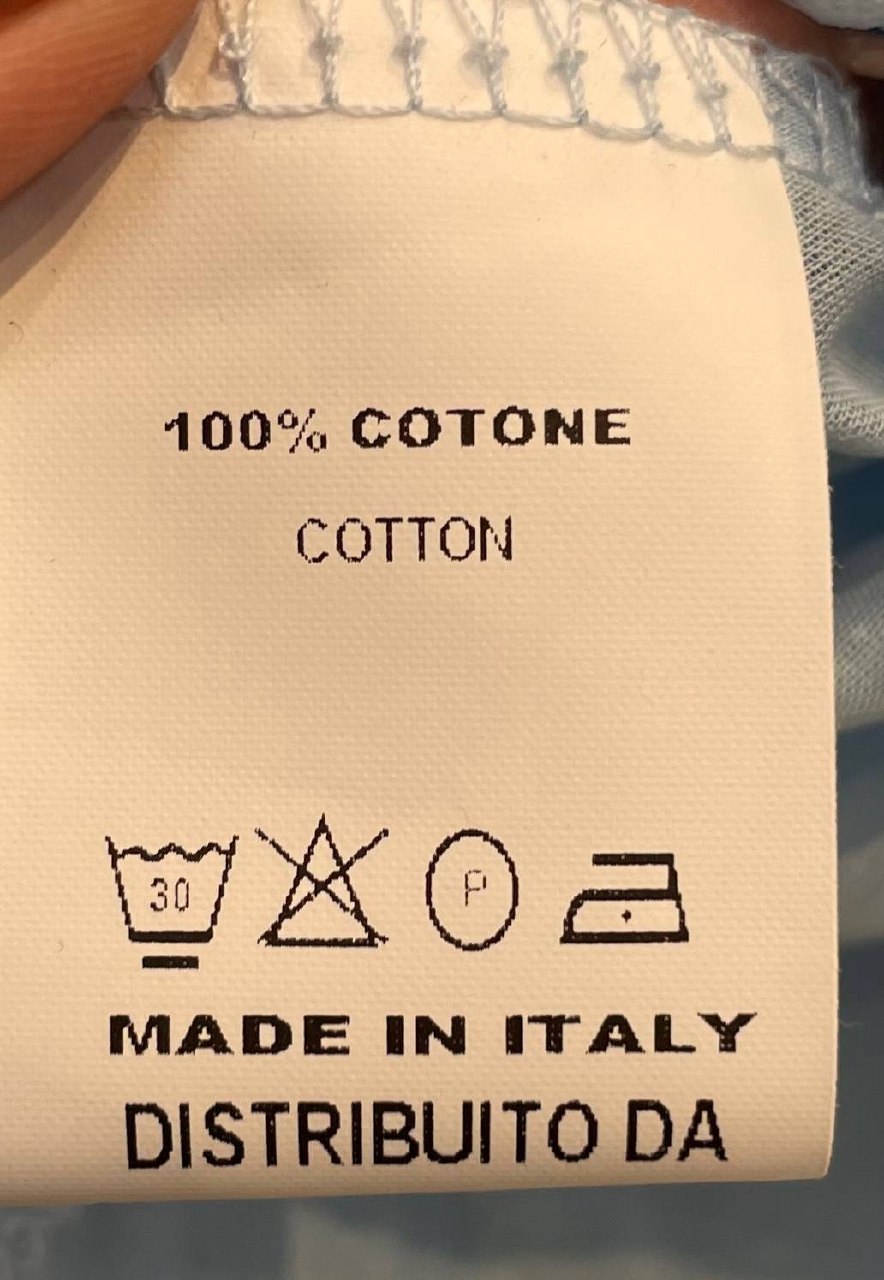 100% COTONE
COTTON
30 P
MADE IN ITALY
DISTRIBUITO DA